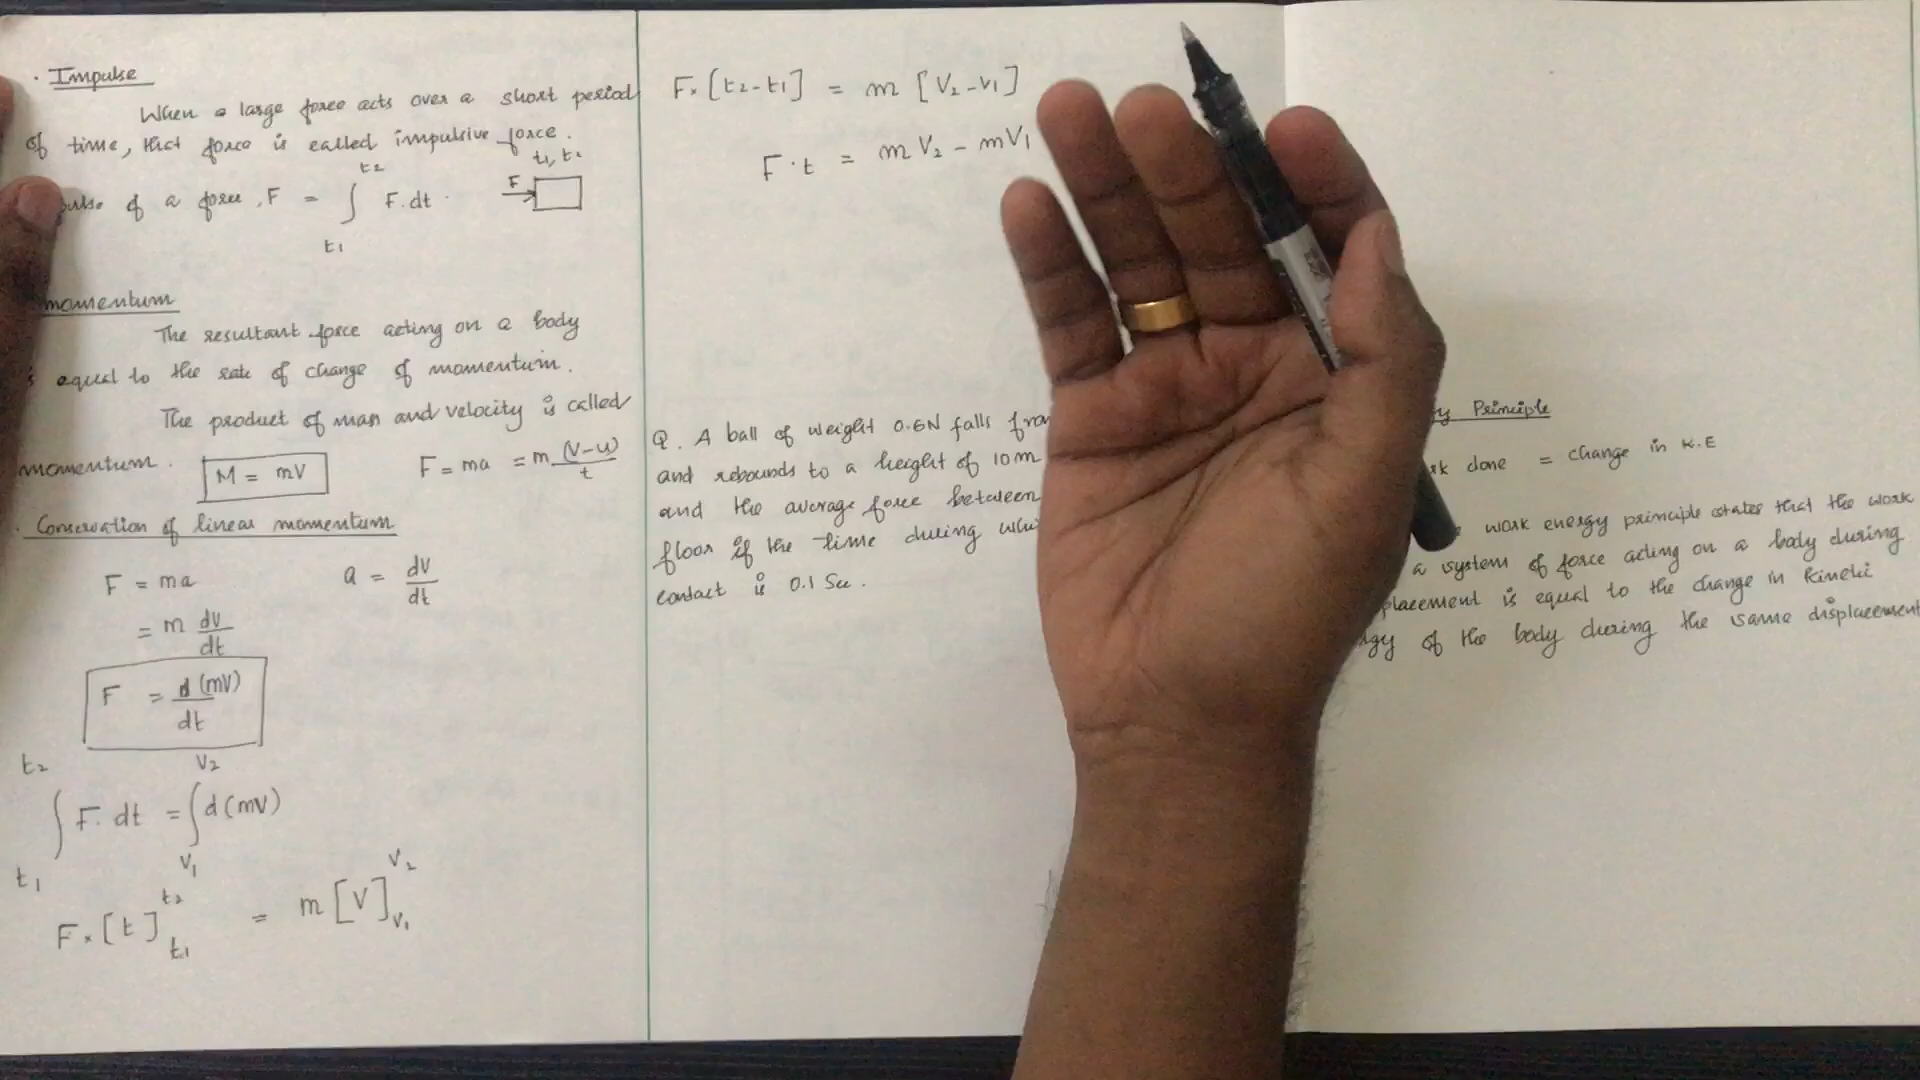 . Impulse
When a large force acts over a short period
of time, that force is called impulsive force.
of a force, F = ∫ t1 t2 F. dt .
F t1, t2
momentum
The resultant force acting on a body
equal to the rate of change of momentum.
The product of mass and velocity is called
momentum. M = mV
F = ma = m (V-u) / t
. Conservation of linear momentum
F = ma
a = dv / dt
= m dv / dt
F = d (mV) / dt
∫ t1 t2 F. dt = ∫ V1 V2 d(mV)
F × [t] t1 t2 = m [V] V1 V2
F × [t2 - t1] = m [V2 - V1]
F . t = m V2 - mV1
Q. A ball of weight 0.6N falls
and rebounds to a height of 10m
and the average force between
floor if the time during
contact is 0.1 Sec.
Principle
done = change in K.E
work energy principle states that the work
a system of force acting on a body during
is equal to the change in kinetic
of the body during the same displacement